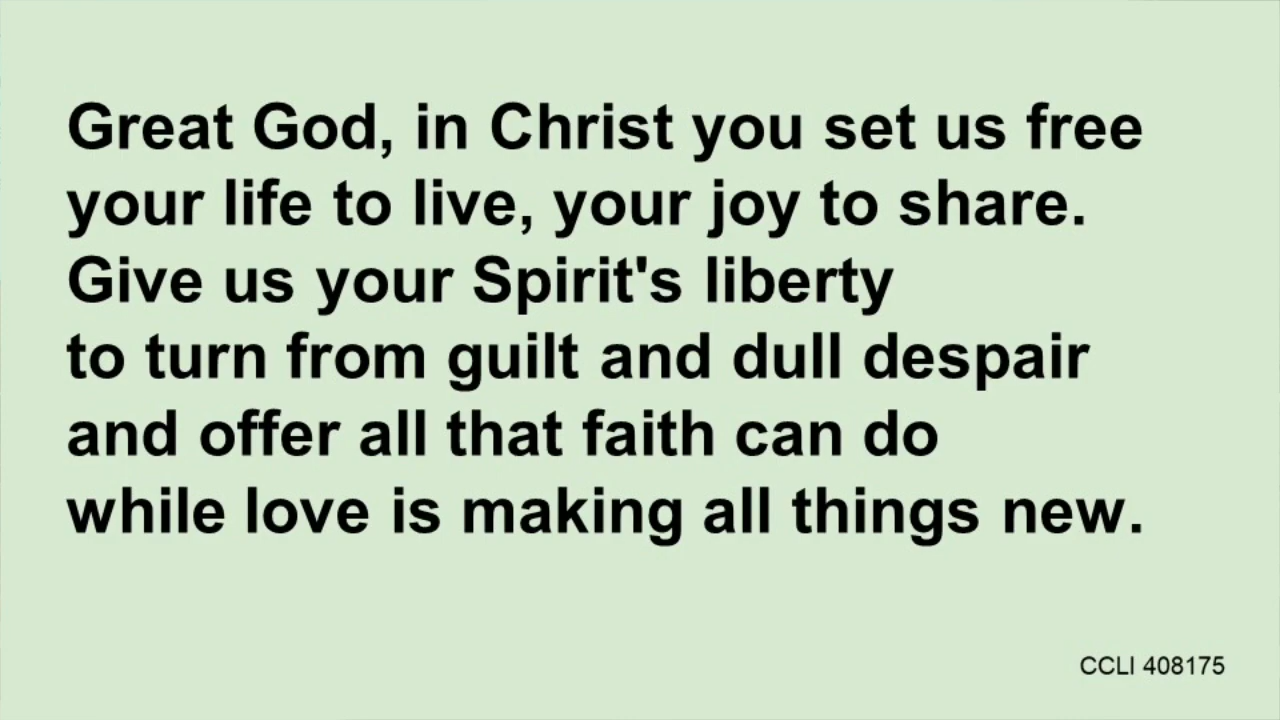 Great God, in Christ you set us free
your life to live, your joy to share.
Give us your Spirit's liberty
to turn from guilt and dull despair
and offer all that faith can do
while love is making all things new.
CCLI 408175